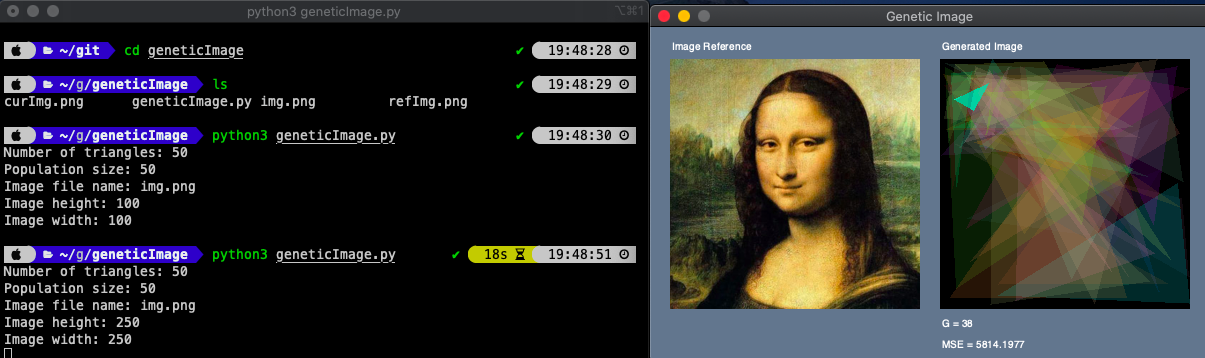 python3 geneticImage.py
⌥⌘1
~/git cd geneticImage ✔ 19:48:28
~/g/geneticImage ls ✔ 19:48:29
curImg.png geneticImage.py img.png refImg.png
~/g/geneticImage python3 geneticImage.py ✔ 19:48:30
Number of triangles: 50
Population size: 50
Image file name: img.png
Image height: 100
Image width: 100
~/g/geneticImage python3 geneticImage.py ✔ 18s 19:48:51
Number of triangles: 50
Population size: 50
Image file name: img.png
Image height: 250
Image width: 250
Genetic Image
Image Reference
Generated Image
G = 38
MSE = 5814.1977